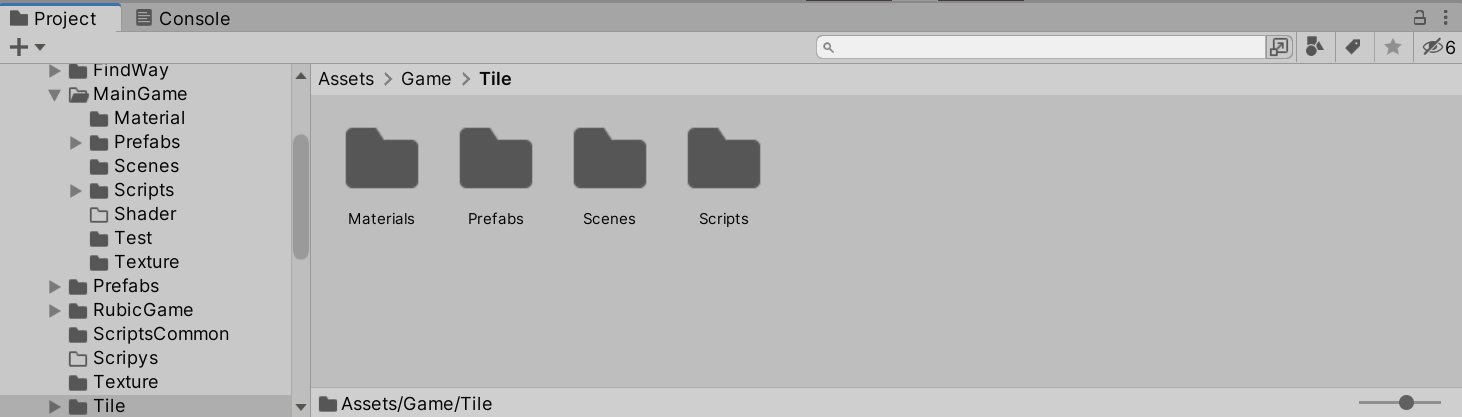 Project
Console
6
FindWay
MainGame
Material
Prefabs
Scenes
Scripts
Shader
Test
Texture
Prefabs
RubicGame
ScriptsCommon
Scripys
Texture
Tile
Assets > Game > Tile
Materials
Prefabs
Scenes
Scripts
Assets/Game/Tile